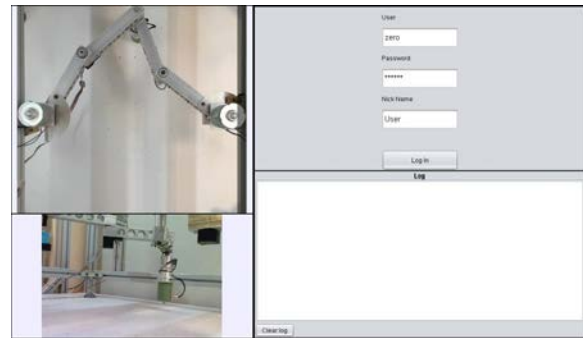 User
zero
Password
******
Nick Name
User
Log in
Log
Clear log